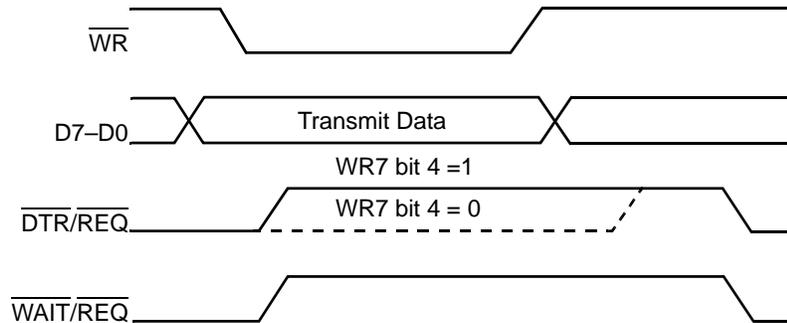 WR
D7–D0
Transmit Data
WR7 bit 4 =1
DTR/REQ
WR7 bit 4 = 0
WAIT/REQ